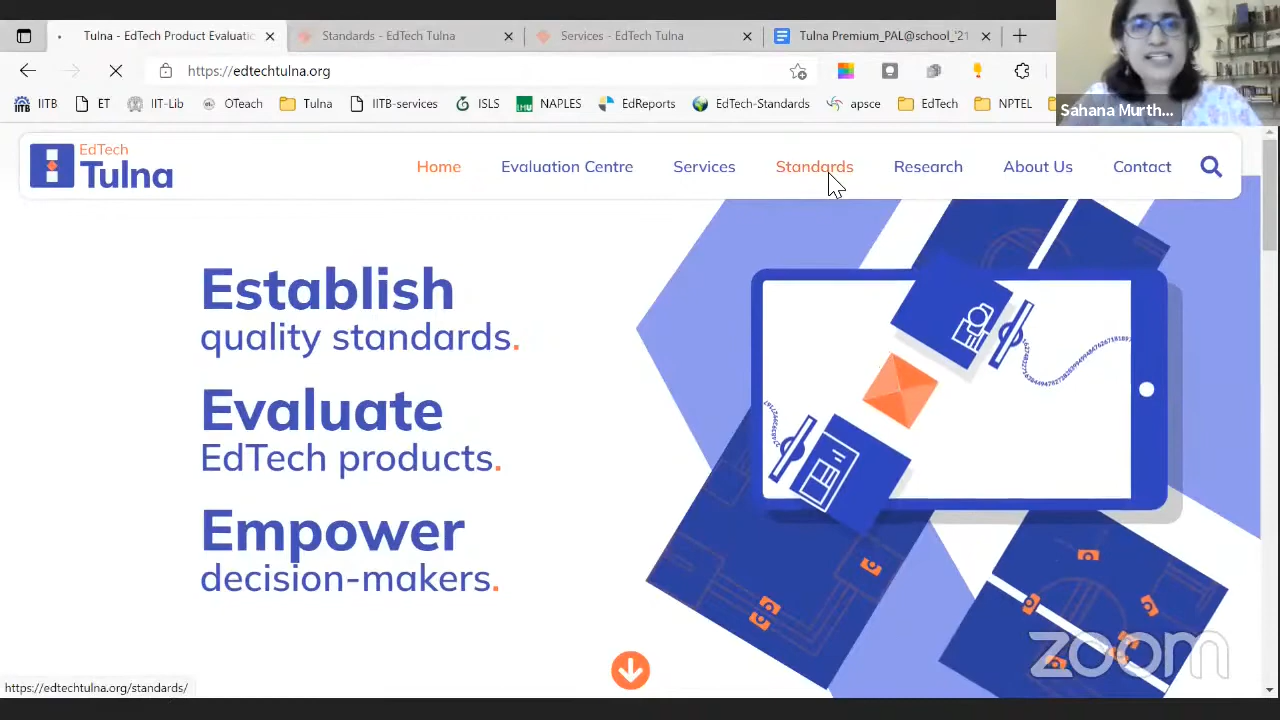 Tulna - EdTech Product Evaluatic
Standards - EdTech Tulna
Services - EdTech Tulna
Tulna Premium_PAL@school_'21
https://edtechtulna.org
IITB
ET
IIT-Lib
OTeach
Tulna
IITB-services
ISLS
NAPLES
EdReports
EdTech-Standards
apsce
EdTech
NPTEL
Sahana Murth...
EdTech
Tulna
Home
Evaluation Centre
Services
Standards
Research
About Us
Contact
Establish
quality standards.
Evaluate
EdTech products.
Empower
decision-makers.
zoom
https://edtechtulna.org/standards/